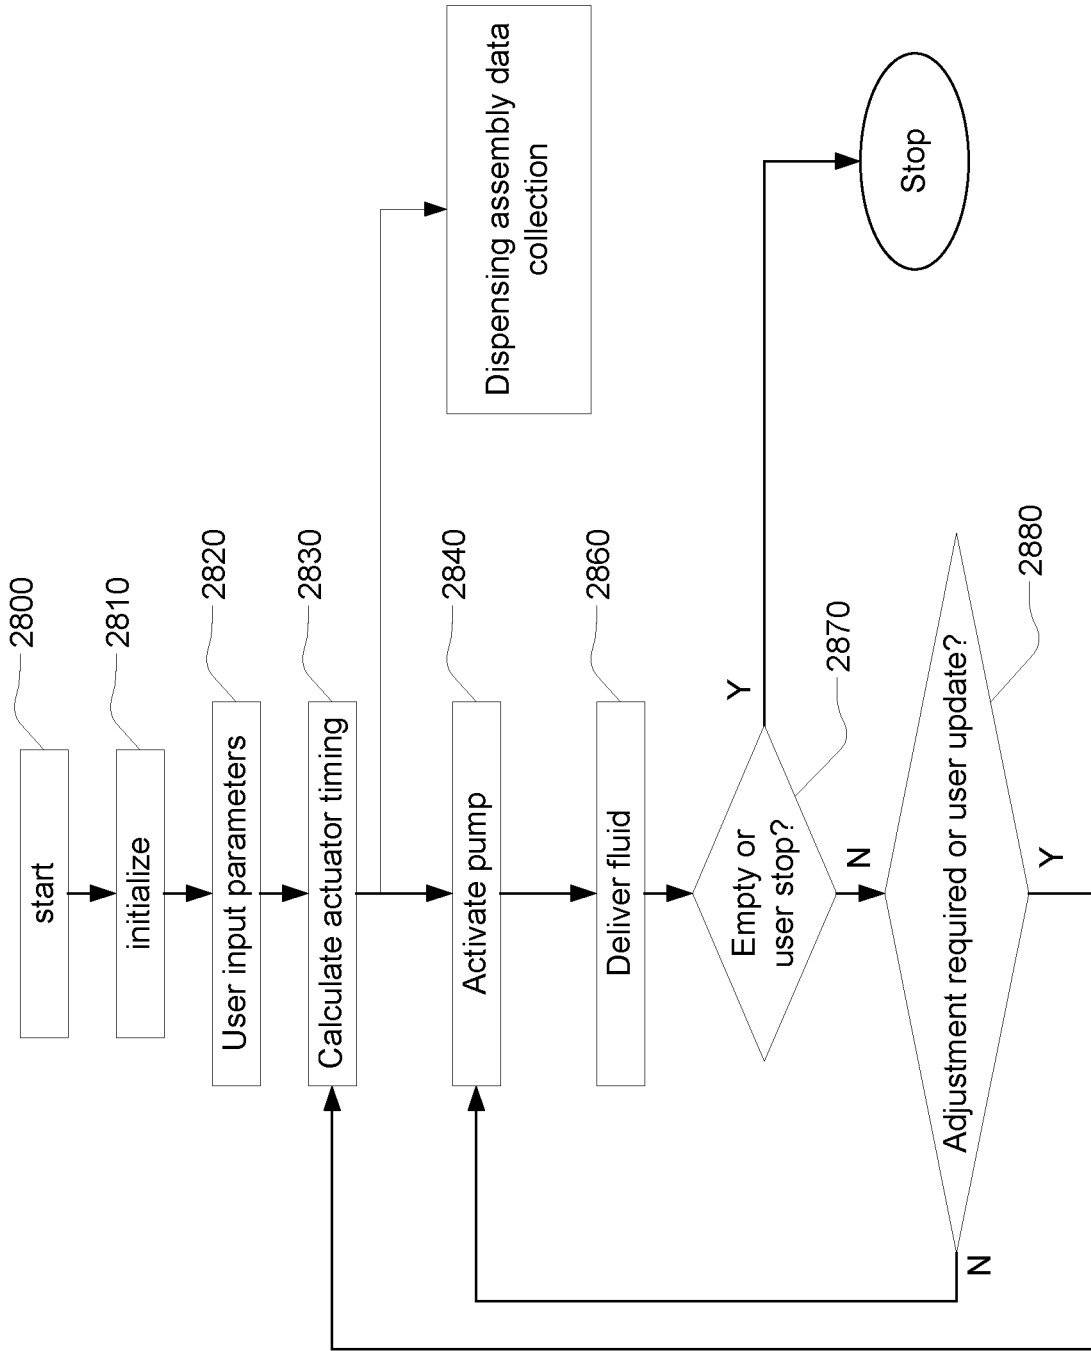 start
2800
initialize
2810
User input parameters
2820
Calculate actuator timing
2830
Dispensing assembly data
collection
Activate pump
2840
Deliver fluid
2860
Empty or
user stop?
2870
Y
Stop
N
Adjustment required or user update?
2880
N
Y